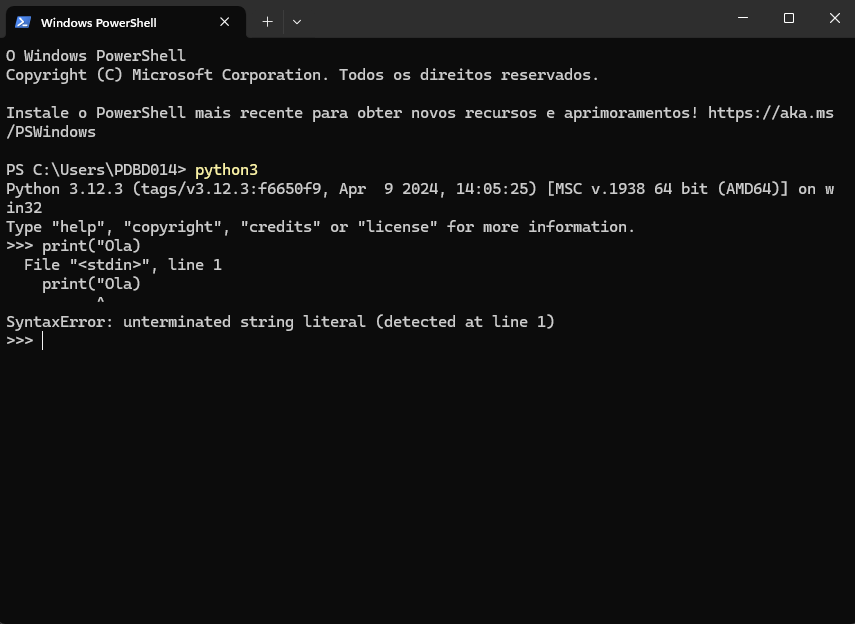 Windows PowerShell
O Windows PowerShell
Copyright (C) Microsoft Corporation. Todos os direitos reservados.
Instale o PowerShell mais recente para obter novos recursos e aprimoramentos! https://aka.ms
/PSWindows
PS C:\Users\PDBD014> python3
Python 3.12.3 (tags/v3.12.3:f6650f9, Apr  9 2024, 14:05:25) [MSC v.1938 64 bit (AMD64)] on w
in32
Type "help", "copyright", "credits" or "license" for more information.
>>> print("Ola)
  File "<stdin>", line 1
    print("Ola)
          ^
SyntaxError: unterminated string literal (detected at line 1)
>>>